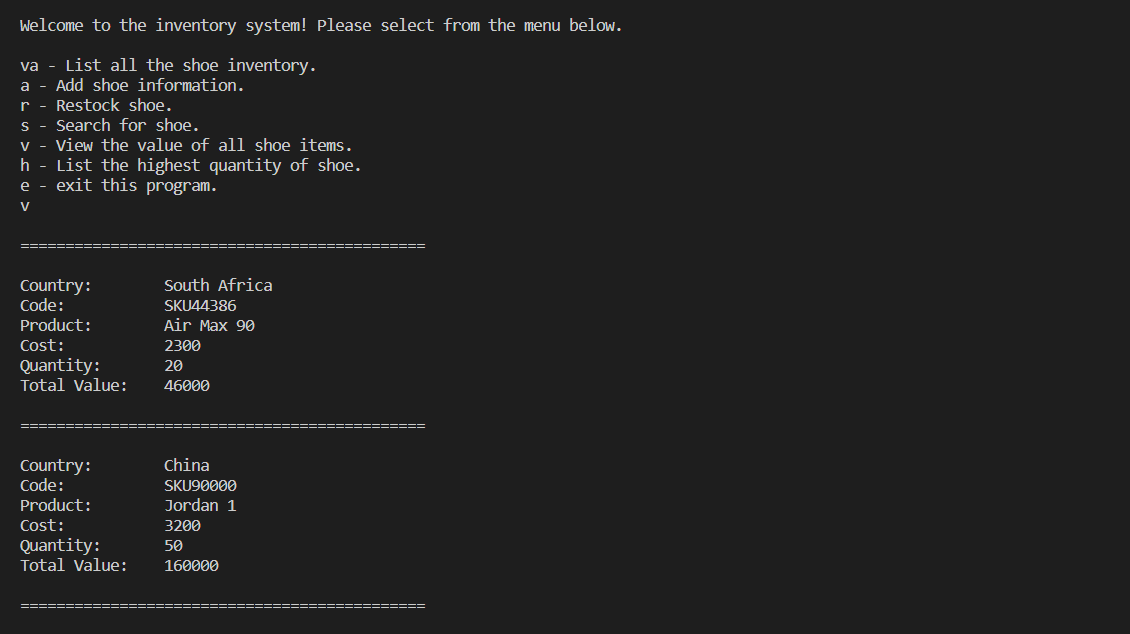 Welcome to the inventory system! Please select from the menu below.
va - List all the shoe inventory.
a - Add shoe information.
r - Restock shoe.
s - Search for shoe.
v - View the value of all shoe items.
h - List the highest quantity of shoe.
e - exit this program.
v
=============================================
Country: South Africa
Code: SKU44386
Product: Air Max 90
Cost: 2300
Quantity: 20
Total Value: 46000
=============================================
Country: China
Code: SKU90000
Product: Jordan 1
Cost: 3200
Quantity: 50
Total Value: 160000
=============================================